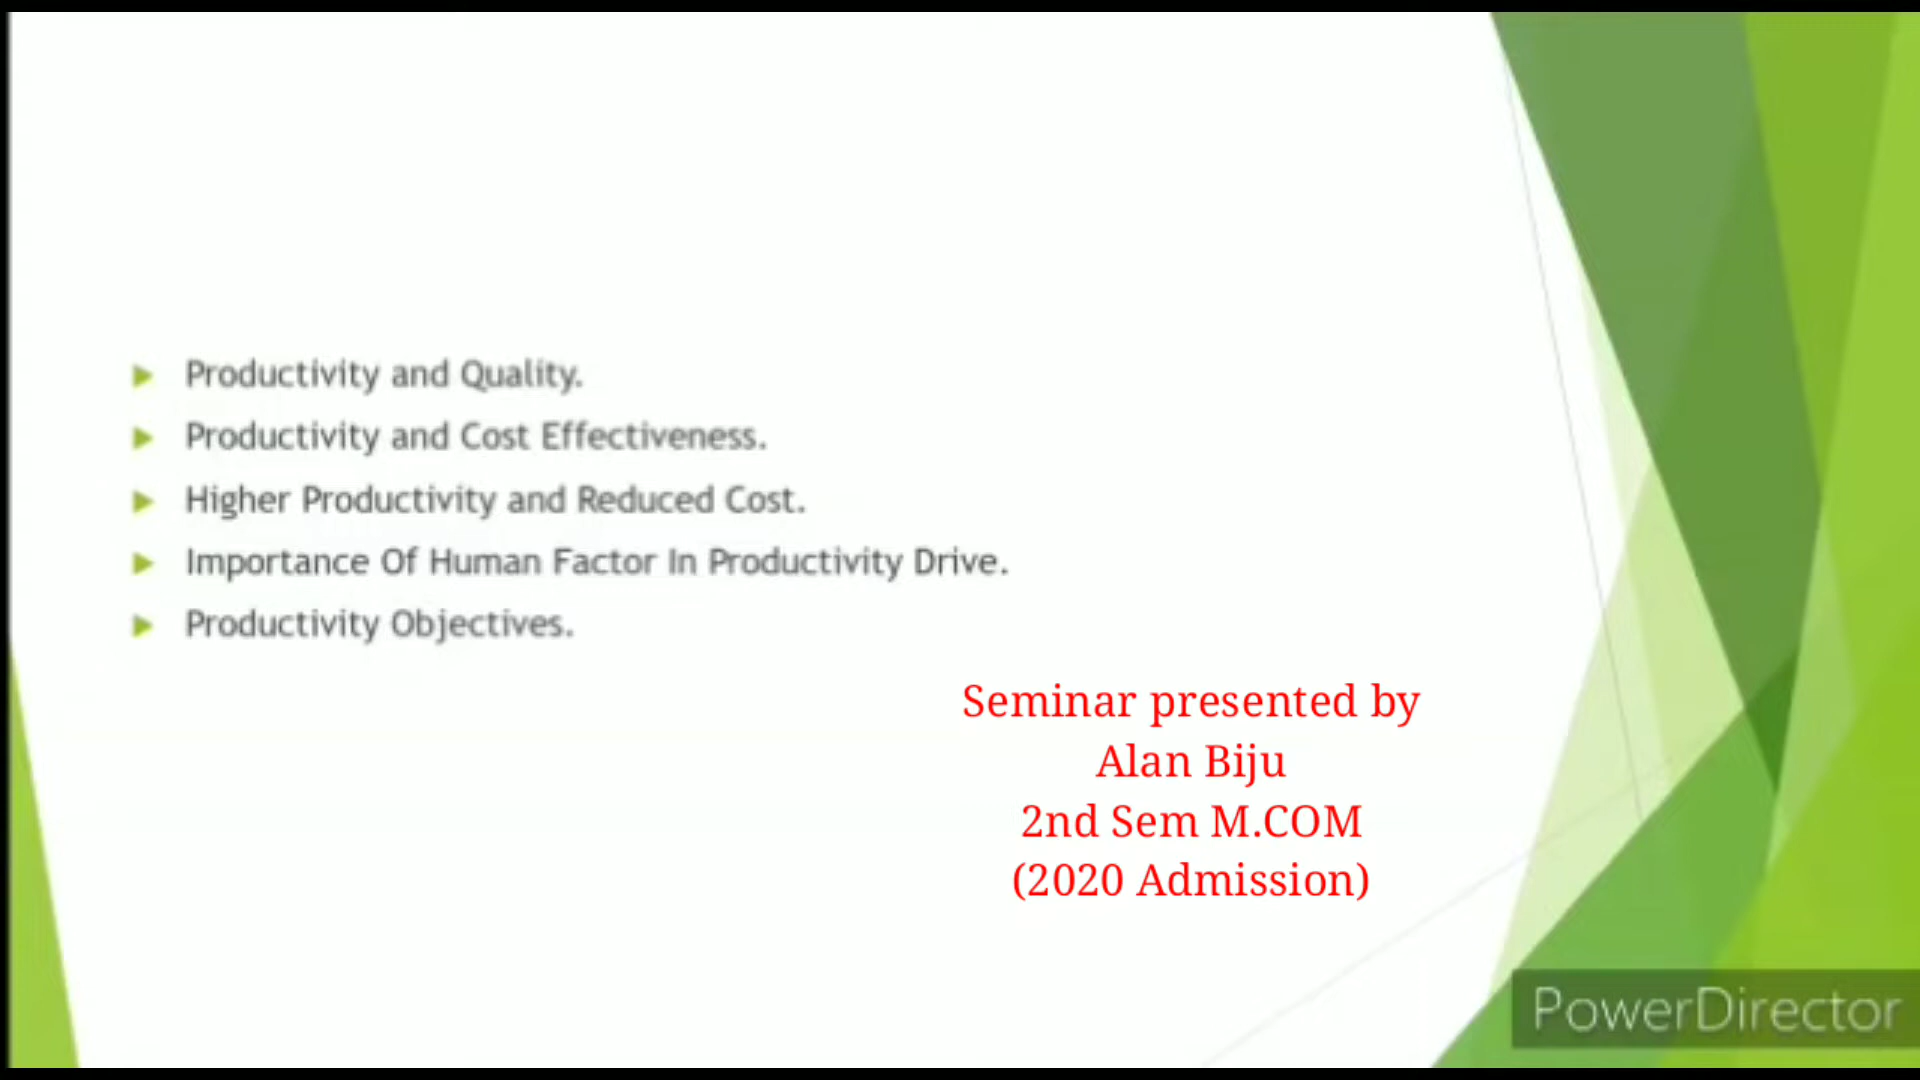 Productivity and Quality.
Productivity and Cost Effectiveness.
Higher Productivity and Reduced Cost.
Importance Of Human Factor In Productivity Drive.
Productivity Objectives.
Seminar presented by
Alan Biju
2nd Sem M.COM
(2020 Admission)
PowerDirector